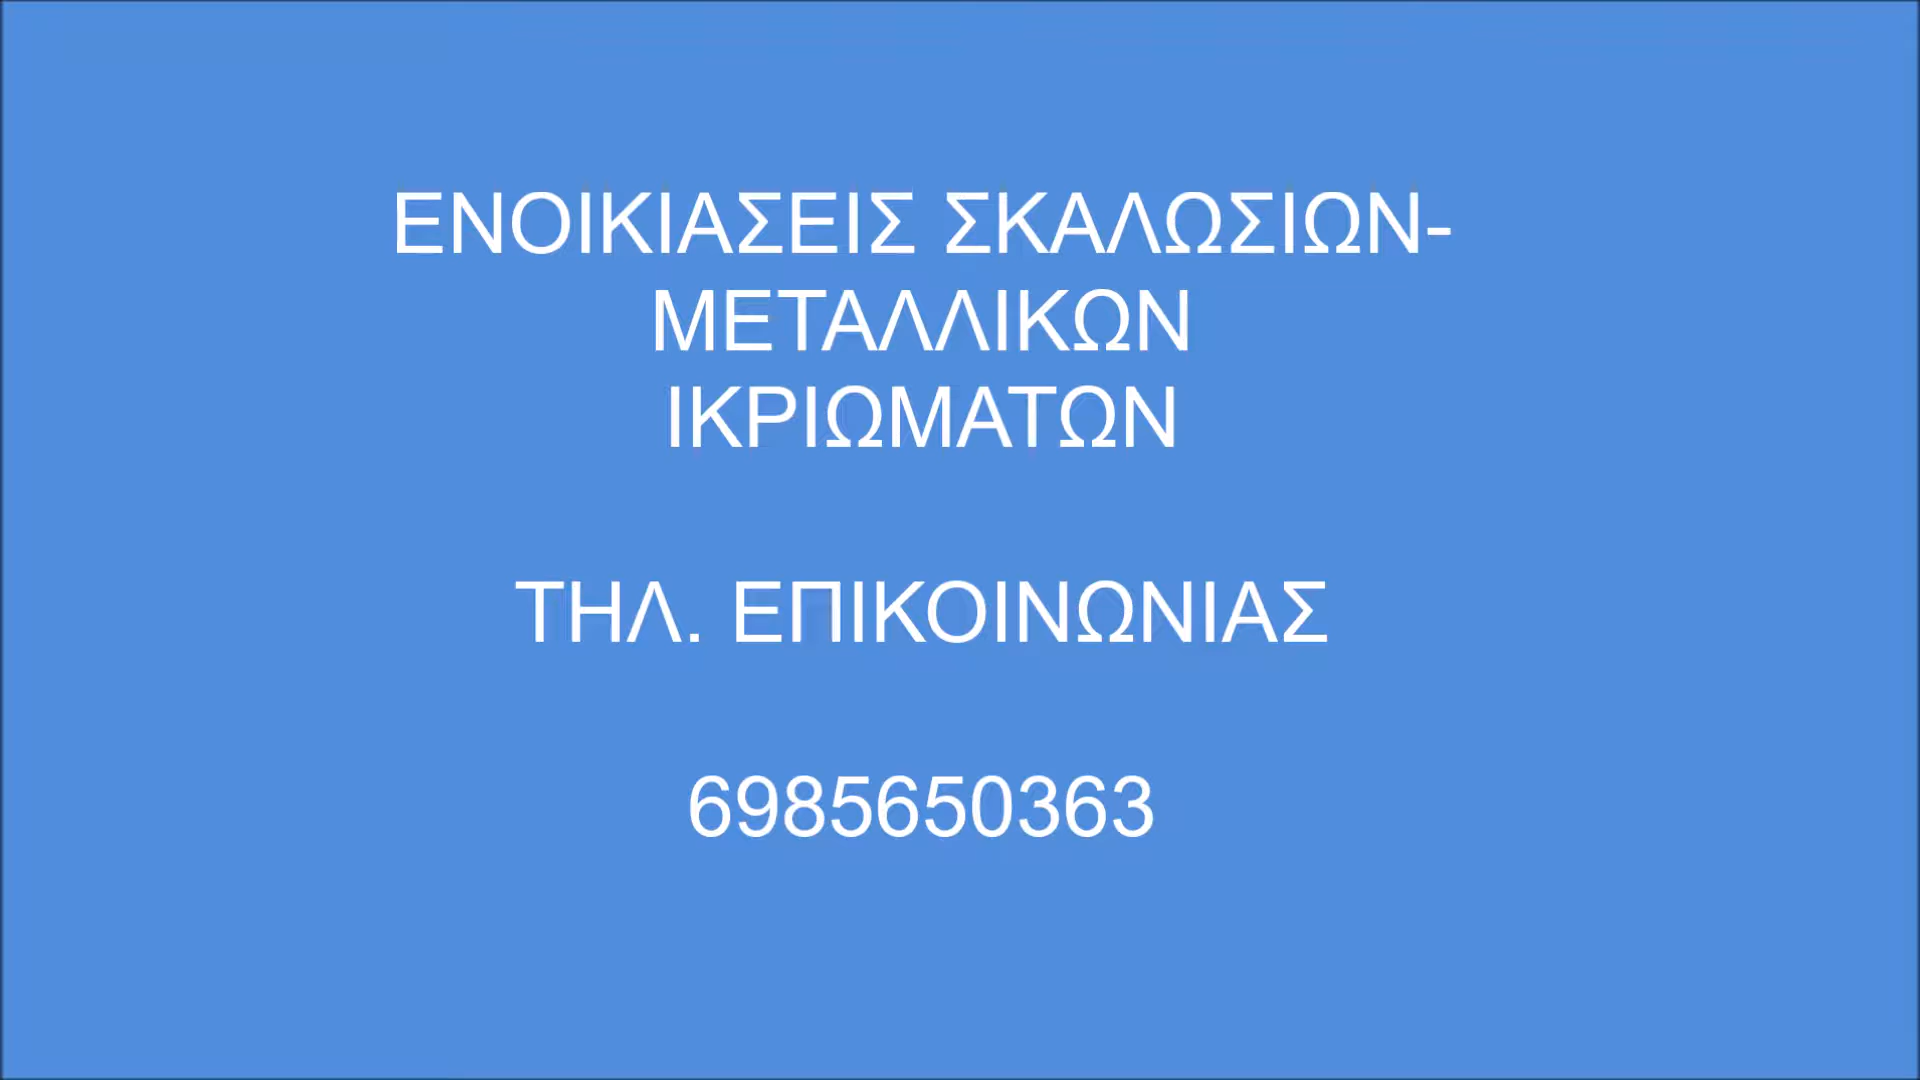 ΕΝΟΙΚΙΑΣΕΙΣ ΣΚΑΛΩΣΙΩΝ-
ΜΕΤΑΛΛΙΚΩΝ
ΙΚΡΙΩΜΑΤΩΝ
ΤΗΛ. ΕΠΙΚΟΙΝΩΝΙΑΣ
6985650363